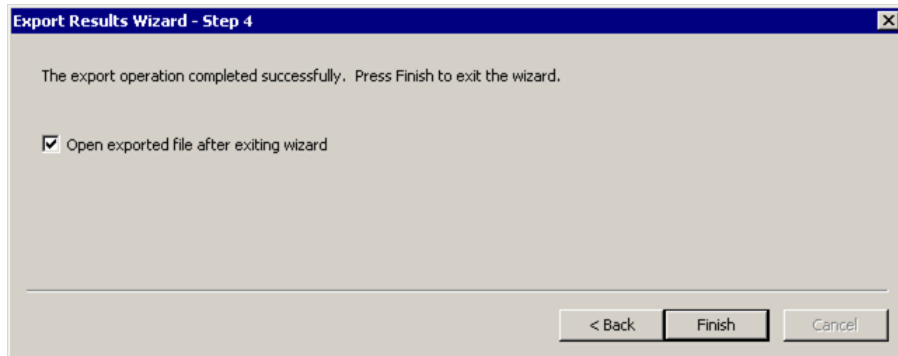 Export Results Wizard - Step 4
The export operation completed successfully.  Press Finish to exit the wizard.
Open exported file after exiting wizard
< Back Finish Cancel